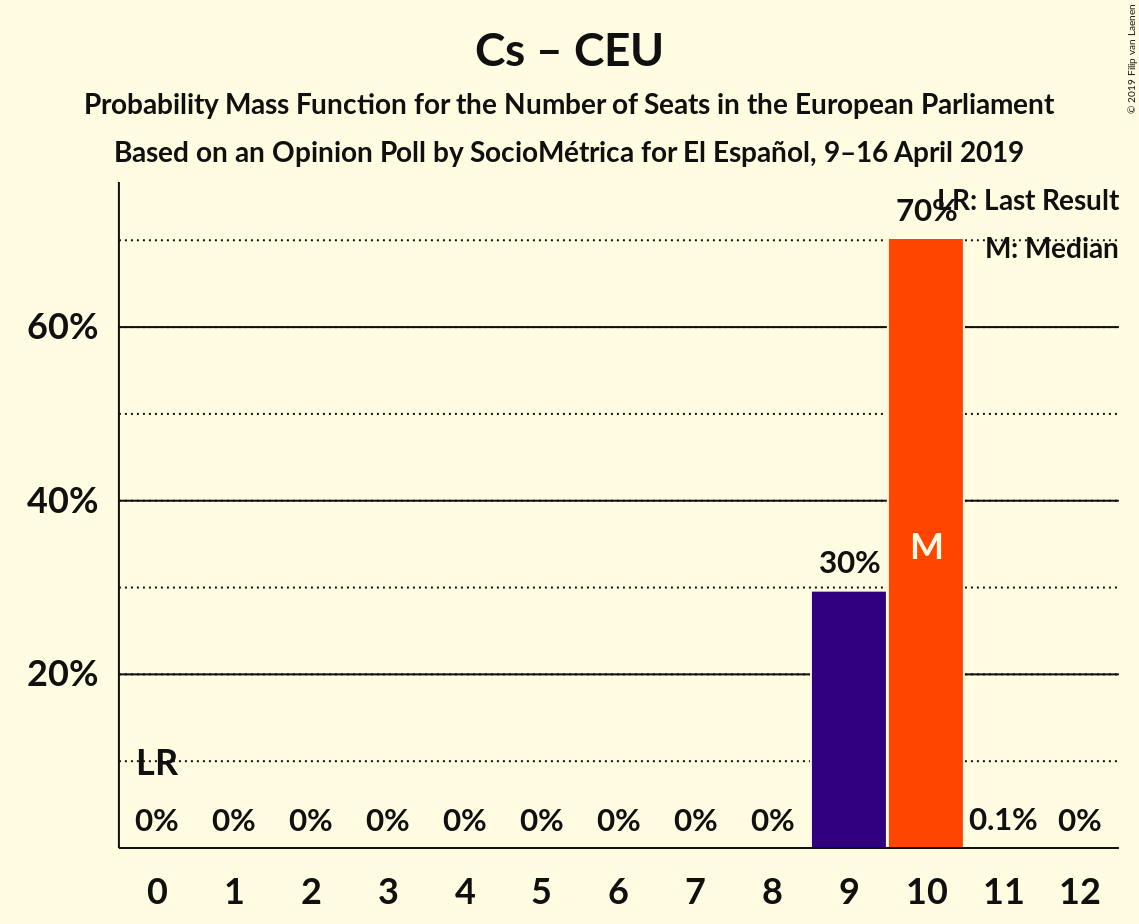 © 2019 Filip van Laenen
Cs – CEU
Probability Mass Function for the Number of Seats in the European Parliament
Based on an Opinion Poll by SocioMétrica for El Español, 9–16 April 2019
LR: Last Result
M: Median
70%
60%
40%
M
30%
20%
LR
0% 0% 0% 0% 0% 0% 0% 0% 0% 0.1% 0%
0 1 2 3 4 5 6 7 8 9 10 11 12